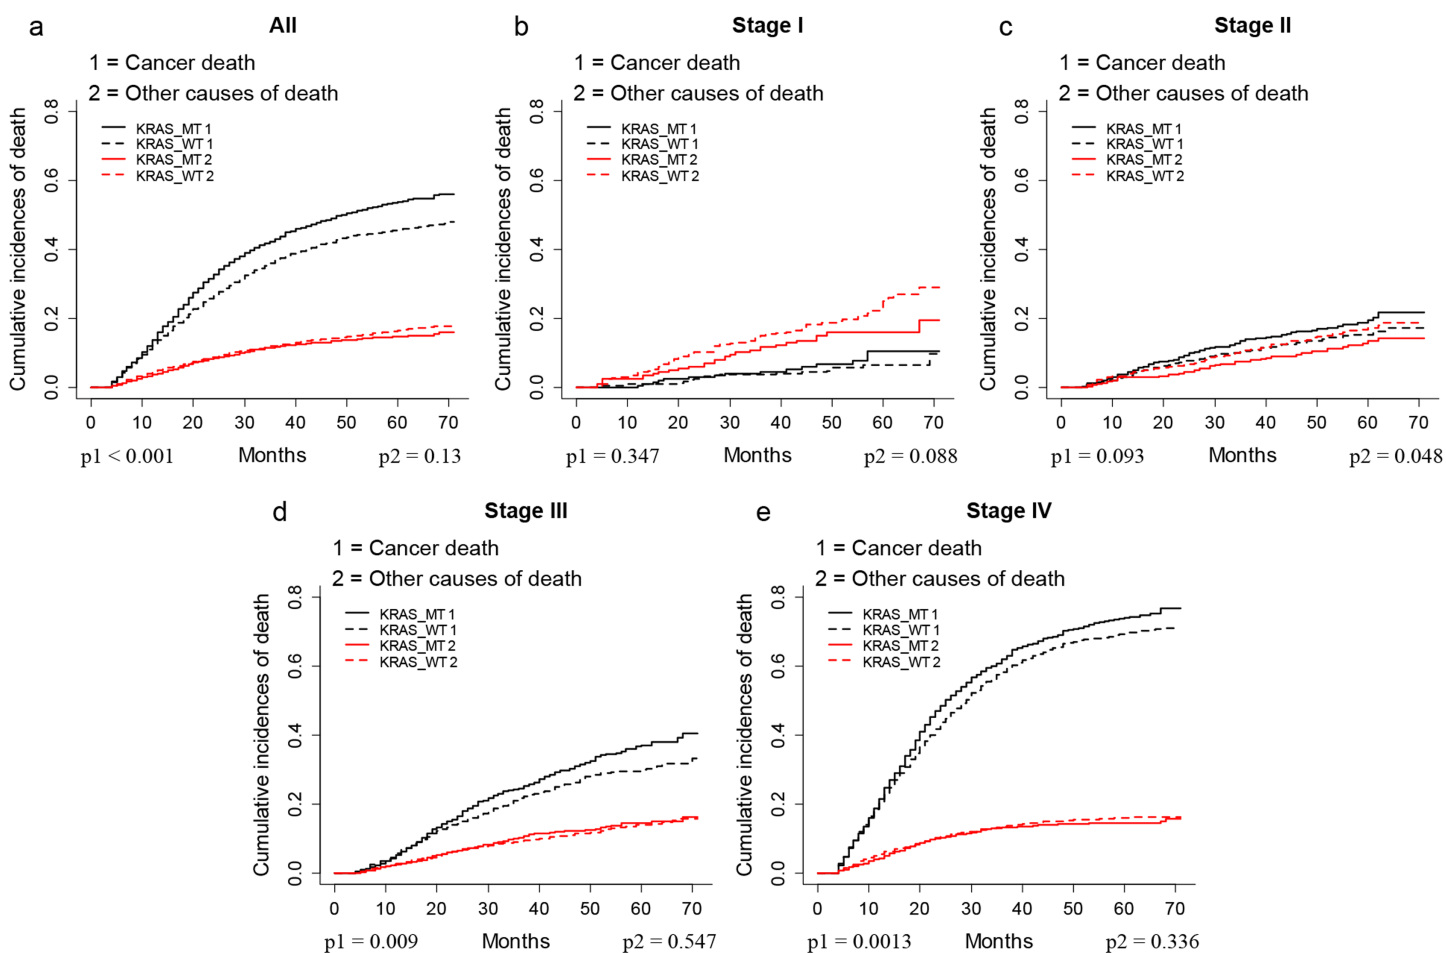 a
All
1 = Cancer death
2 = Other causes of death
Cumulative incidences of death
0.8
0.6
0.4
0.2
0.0
KRAS_MT 1
KRAS_WT 1
KRAS_MT 2
KRAS_WT 2
0 10 20 30 40 50 60 70
p1 < 0.001 Months p2 = 0.13
b
Stage I
1 = Cancer death
2 = Other causes of death
Cumulative incidences of death
0.8
0.6
0.4
0.2
0.0
KRAS_MT 1
KRAS_WT 1
KRAS_MT 2
KRAS_WT 2
0 10 20 30 40 50 60 70
p1 = 0.347 Months p2 = 0.088
c
Stage II
1 = Cancer death
2 = Other causes of death
Cumulative incidences of death
0.8
0.6
0.4
0.2
0.0
KRAS_MT 1
KRAS_WT 1
KRAS_MT 2
KRAS_WT 2
0 10 20 30 40 50 60 70
p1 = 0.093 Months p2 = 0.048
d
Stage III
1 = Cancer death
2 = Other causes of death
Cumulative incidences of death
0.8
0.6
0.4
0.2
0.0
KRAS_MT 1
KRAS_WT 1
KRAS_MT 2
KRAS_WT 2
0 10 20 30 40 50 60 70
p1 = 0.009 Months p2 = 0.547
e
Stage IV
1 = Cancer death
2 = Other causes of death
Cumulative incidences of death
0.8
0.6
0.4
0.2
0.0
KRAS_MT 1
KRAS_WT 1
KRAS_MT 2
KRAS_WT 2
0 10 20 30 40 50 60 70
p1 = 0.0013 Months p2 = 0.336